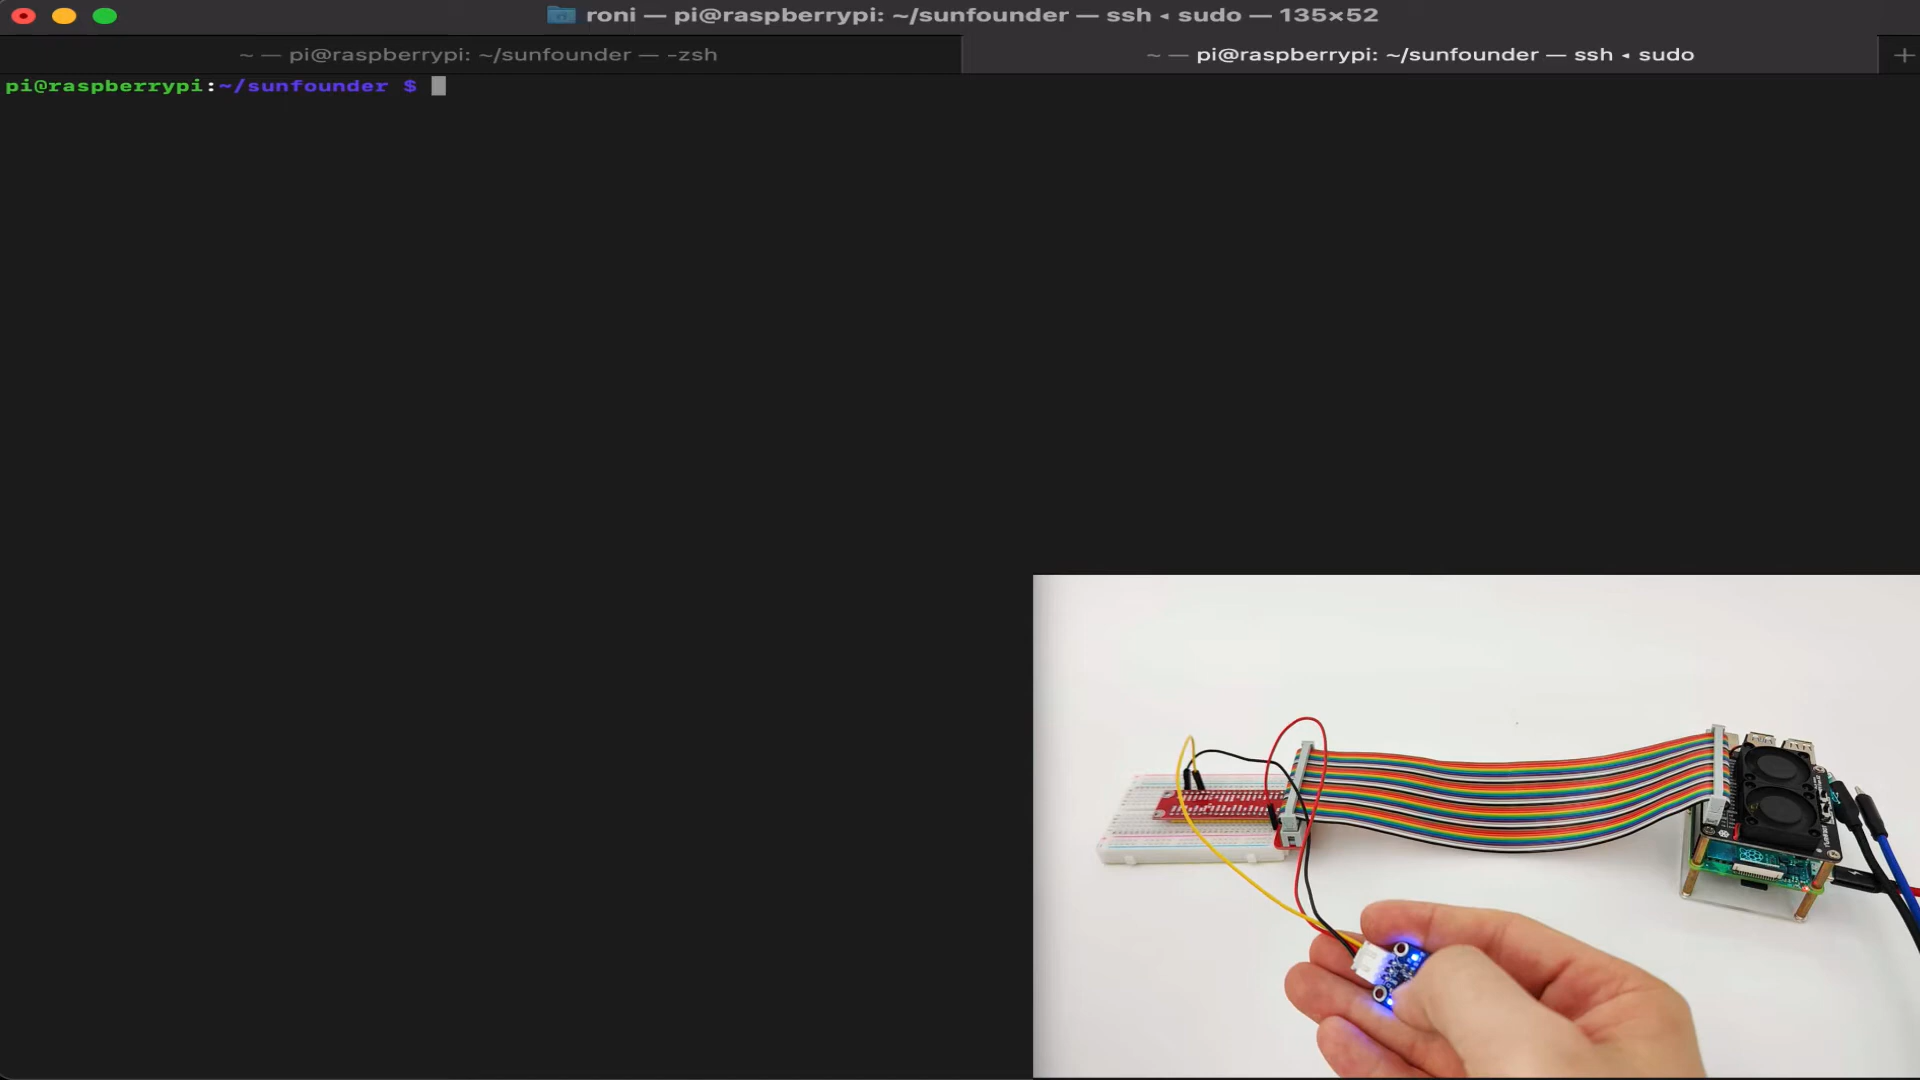 roni — pi@raspberrypi: ~/sunfounder — ssh ◂ sudo — 135×52
~ — pi@raspberrypi: ~/sunfounder — -zsh
~ — pi@raspberrypi: ~/sunfounder — ssh ◂ sudo
pi@raspberrypi:~/sunfounder $